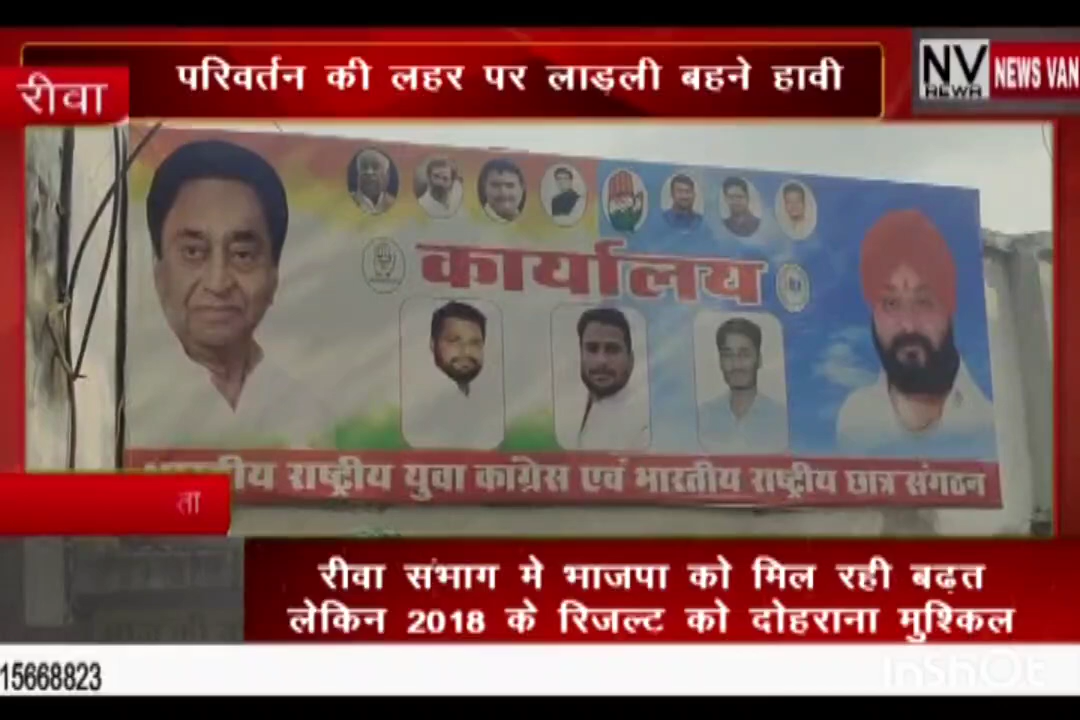 परिवर्तन की लहर पर लाड़ली बहने हावी
NV
NEWS VAN
रीवा
कार्यालय
राष्ट्रीय युवा कांग्रेस एवं भारतीय राष्ट्रीय छात्र संगठन
ता
रीवा संभाग मे भाजपा को मिल रही बढ़त
लेकिन 2018 के रिजल्ट को दोहराना मुश्किल
15668823
InShOt